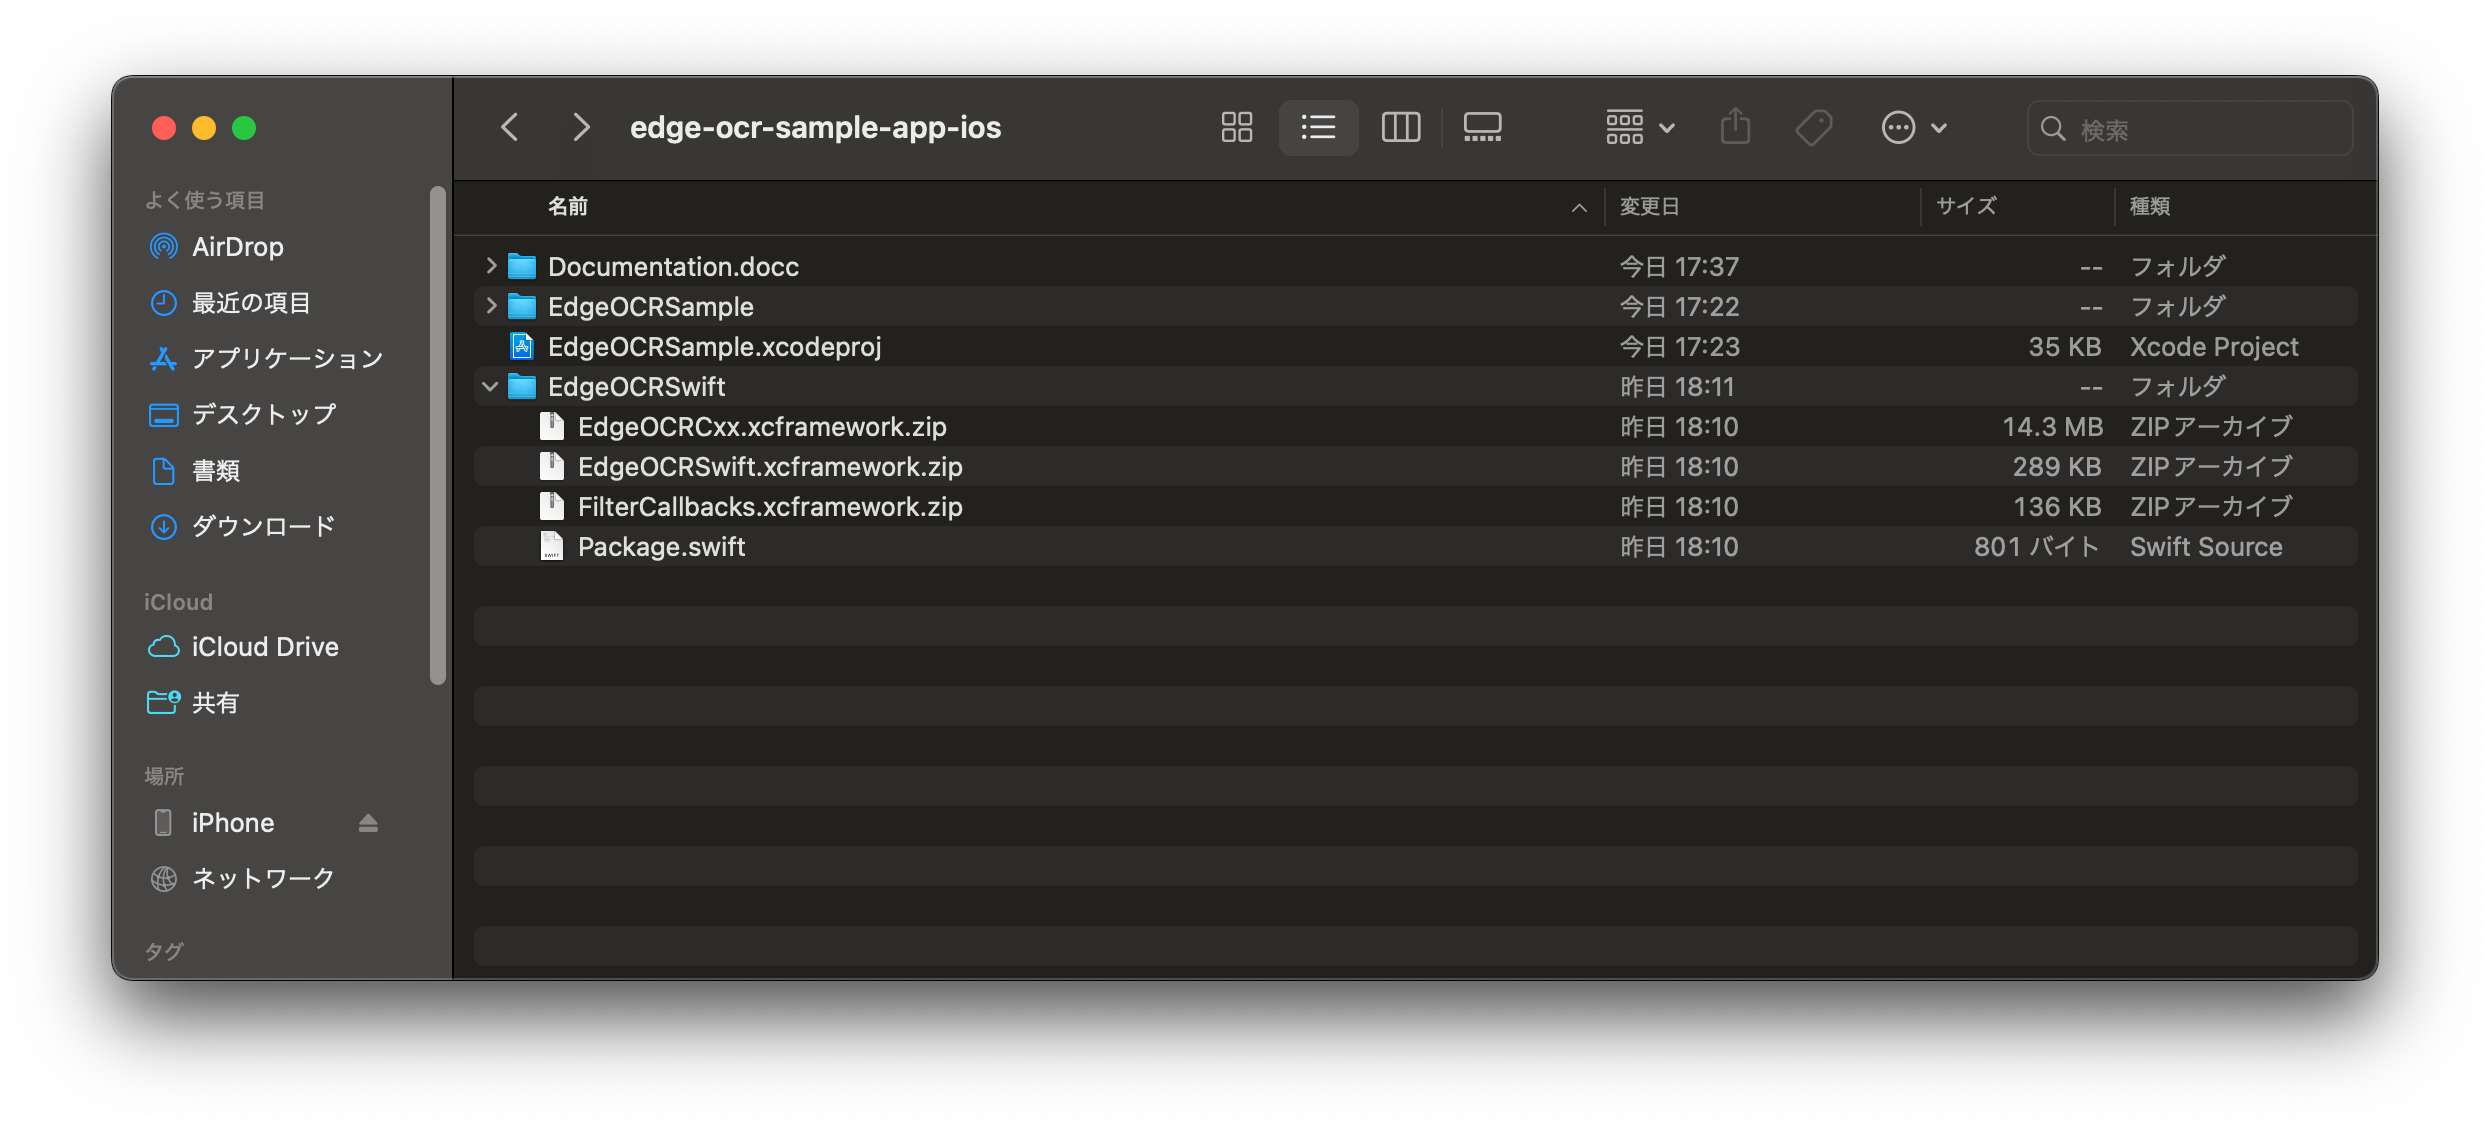 edge-ocr-sample-app-ios
検索
よく使う項目
AirDrop
最近の項目
アプリケーション
デスクトップ
書類
ダウンロード
iCloud
iCloud Drive
共有
場所
iPhone
ネットワーク
タグ
名前 変更日 サイズ 種類
Documentation.docc 今日 17:37 -- フォルダ
EdgeOCRSample 今日 17:22 -- フォルダ
EdgeOCRSample.xcodeproj 今日 17:23 35 KB Xcode Project
EdgeOCRSwift 昨日 18:11 -- フォルダ
EdgeOCRCxx.xcframework.zip 昨日 18:10 14.3 MB ZIPアーカイブ
EdgeOCRSwift.xcframework.zip 昨日 18:10 289 KB ZIPアーカイブ
FilterCallbacks.xcframework.zip 昨日 18:10 136 KB ZIPアーカイブ
Package.swift 昨日 18:10 801 バイト Swift Source